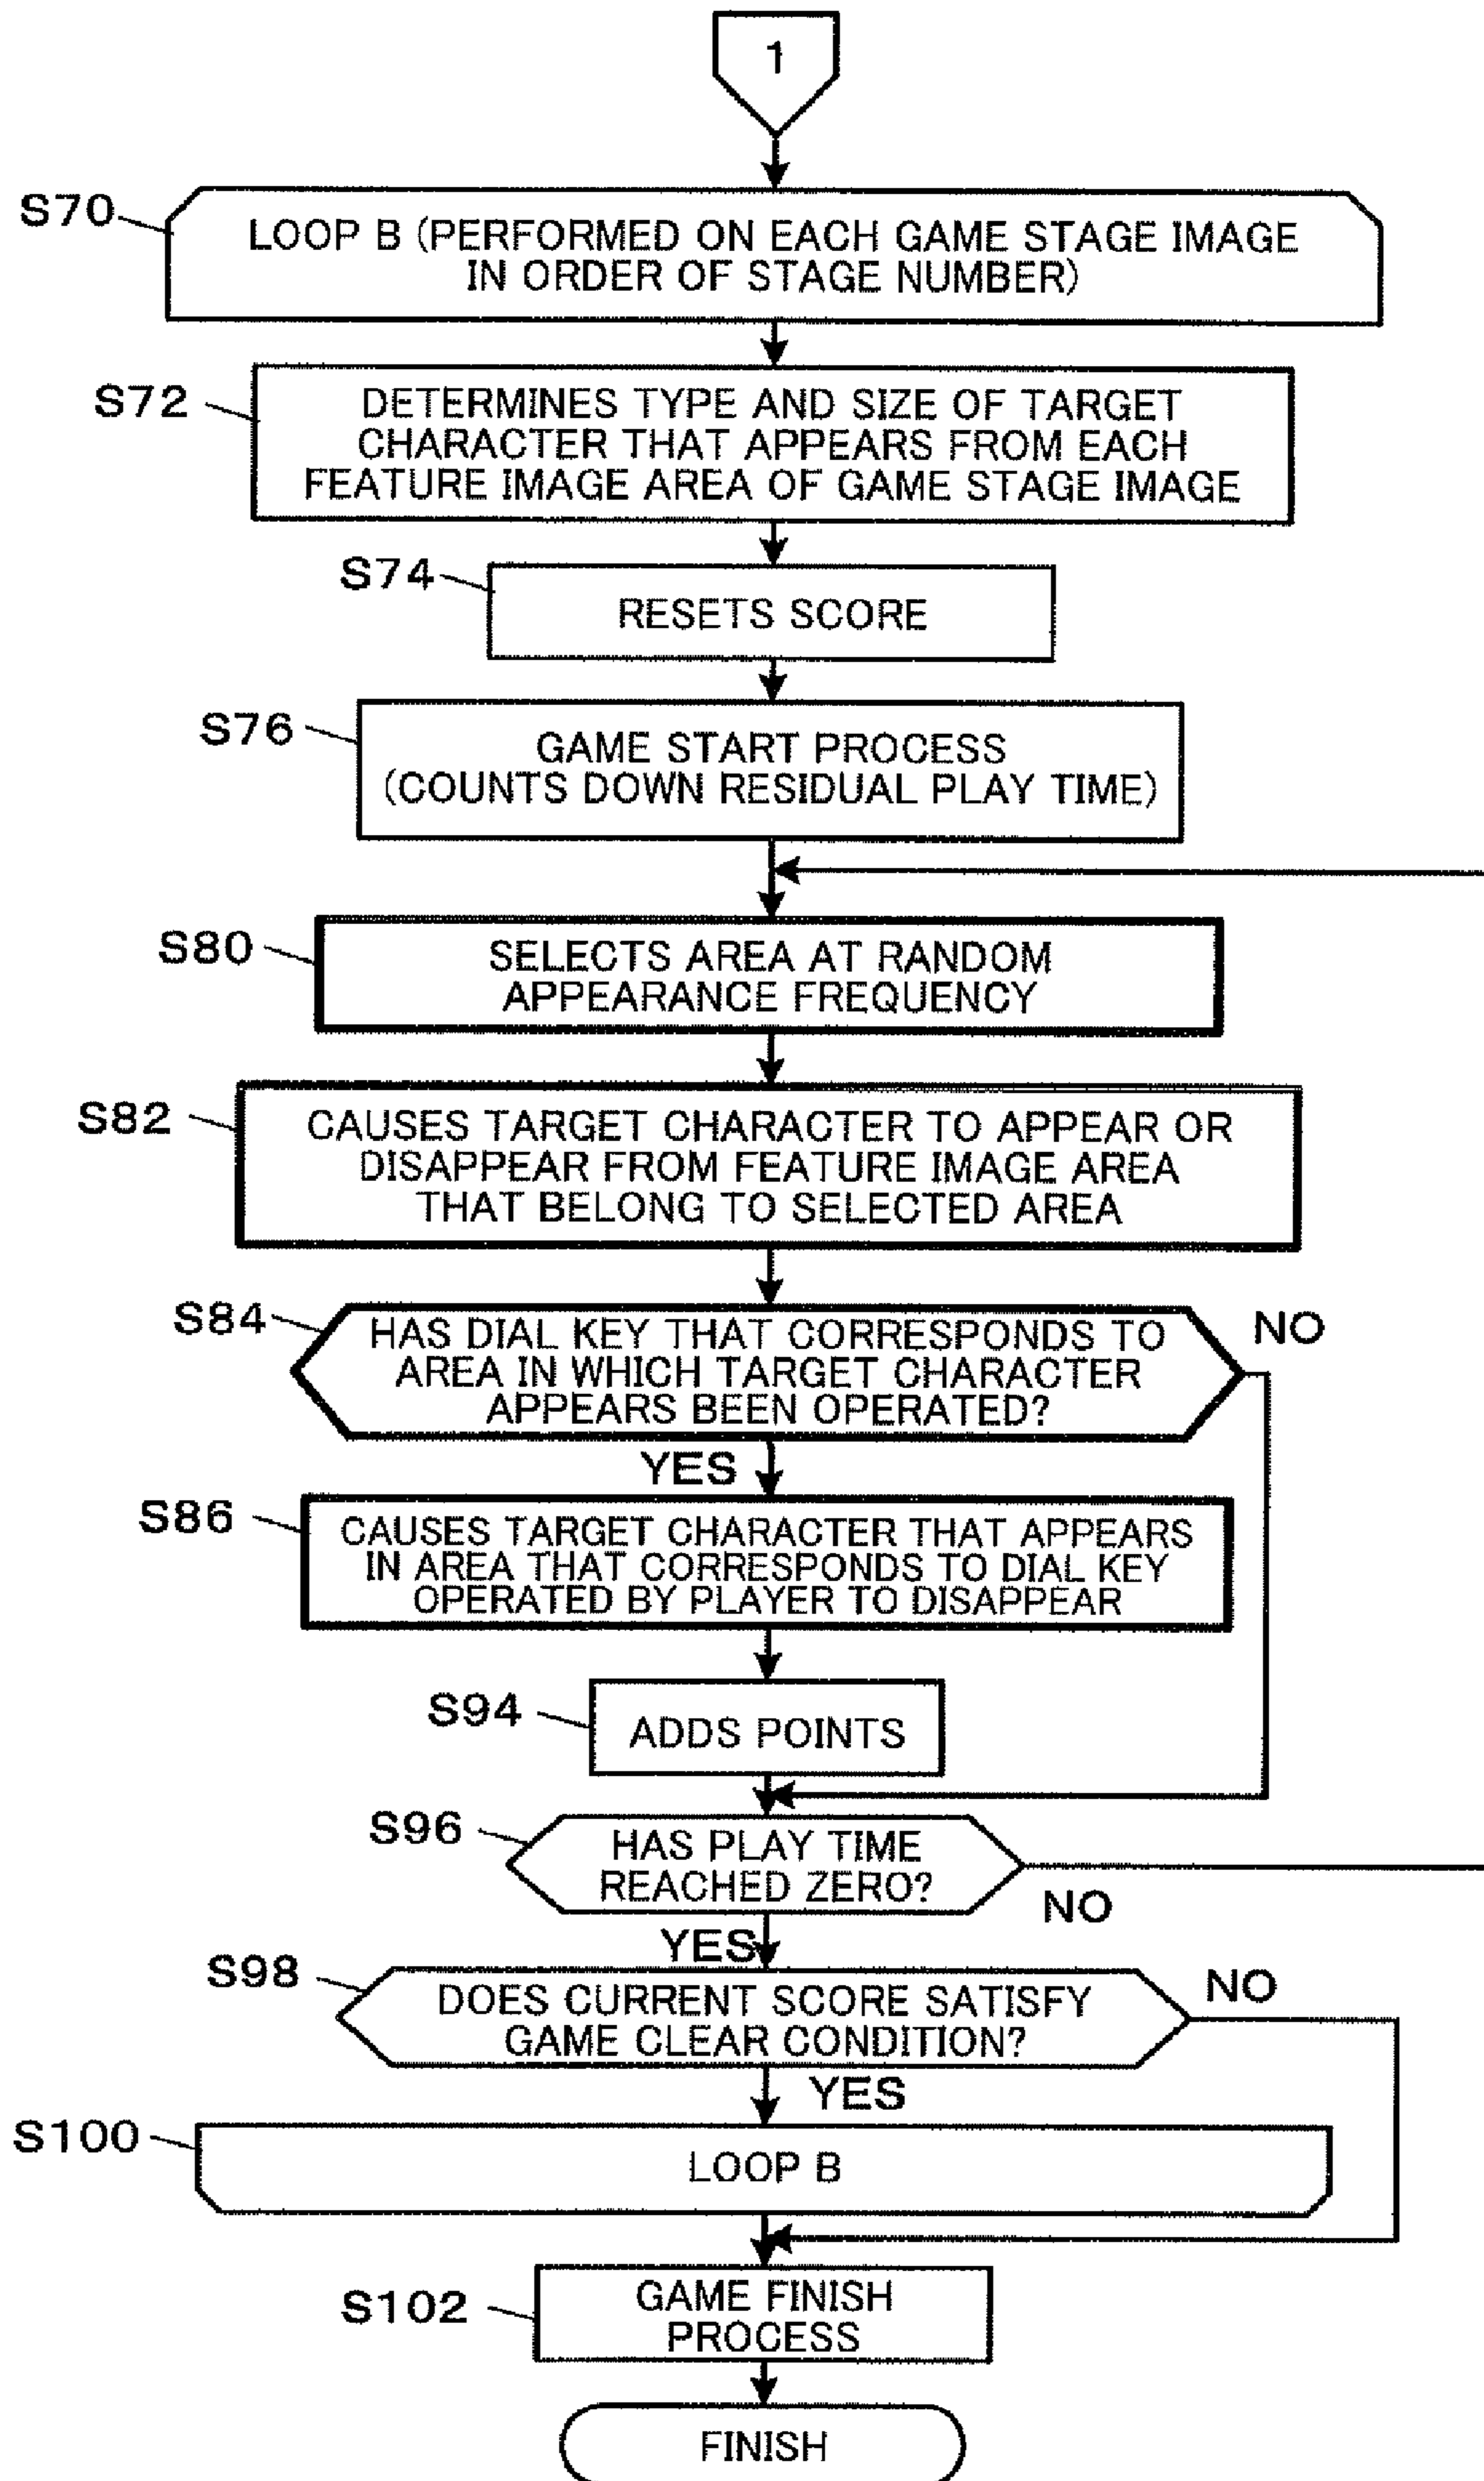 1
S70
LOOP B (PERFORMED ON EACH GAME STAGE IMAGE
IN ORDER OF STAGE NUMBER)
S72
DETERMINES TYPE AND SIZE OF TARGET
CHARACTER THAT APPEARS FROM EACH
FEATURE IMAGE AREA OF GAME STAGE IMAGE
S74
RESETS SCORE
S76
GAME START PROCESS
(COUNTS DOWN RESIDUAL PLAY TIME)
S80
SELECTS AREA AT RANDOM
APPEARANCE FREQUENCY
S82
CAUSES TARGET CHARACTER TO APPEAR OR
DISAPPEAR FROM FEATURE IMAGE AREA
THAT BELONG TO SELECTED AREA
S84
HAS DIAL KEY THAT CORRESPONDS TO
AREA IN WHICH TARGET CHARACTER
APPEARS BEEN OPERATED?
NO
YES
S86
CAUSES TARGET CHARACTER THAT APPEARS
IN AREA THAT CORRESPONDS TO DIAL KEY
OPERATED BY PLAYER TO DISAPPEAR
S94
ADDS POINTS
S96
HAS PLAY TIME
REACHED ZERO?
NO
YES
S98
DOES CURRENT SCORE SATISFY
GAME CLEAR CONDITION?
NO
YES
S100
LOOP B
S102
GAME FINISH
PROCESS
FINISH